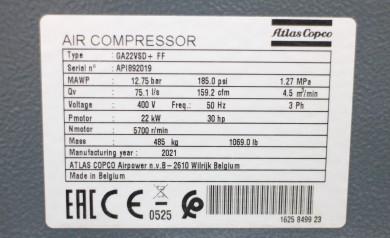 AIR COMPRESSOR
Atlas Copco
Type : GA22VSD+ FF
Serial n° : API892019
MAWP : 12.75 bar 185.0 psi 1.27 MPa
Qv : 75.1 l/s 159.2 cfm 4.5 m³/min
Voltage : 400 V Freq.: 50 Hz 3 Ph
Pmotor : 22 kW 30 hp
Nmotor : 5700 r/min
Mass : 485 kg 1069.0 lb
Manufacturing year : 2021
ATLAS COPCO Airpower n.v.B - 2610 Wilrijk Belgium
Made in Belgium
EAC CE 0525
1625 8499 23